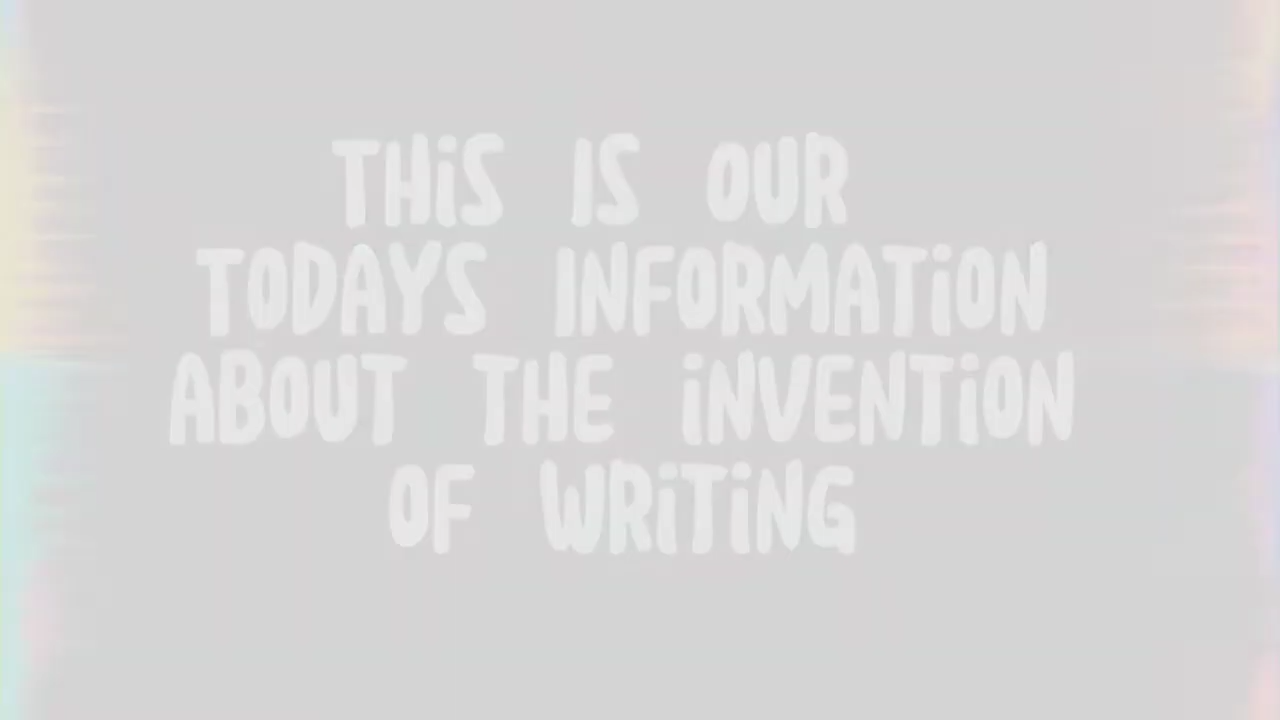 THIS IS OUR
TODAYS INFORMATION
ABOUT THE INVENTION
OF WRITING